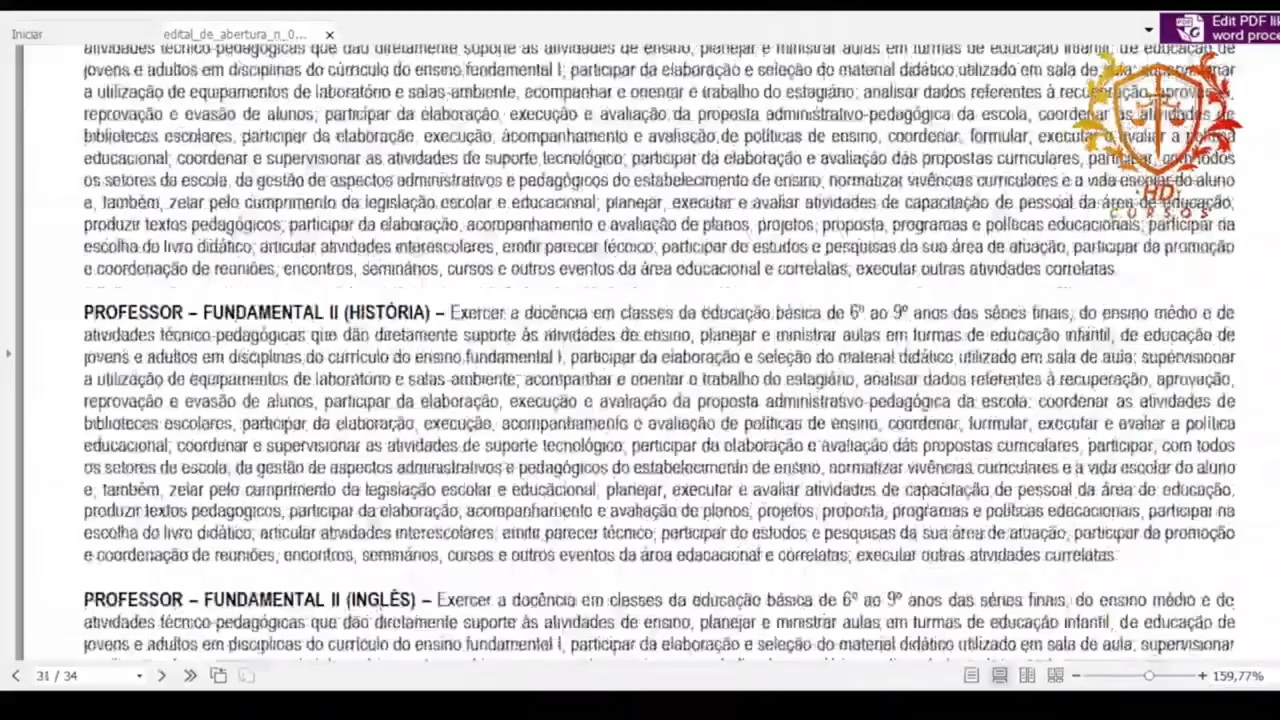 Iniciar
edital_de_abertura_n_0...
Edit PDF li
word proce
atividades técnico-pedagógicas que dão diretamente suporte às atividades de ensino, planejar e ministrar aulas em turmas de educação infantil, de educação de
jovens e adultos em disciplinas do currículo do ensino fundamental I, participar da elaboração e seleção do material didático utilizado em sala de aula; supervisionar
a utilização de equipamentos de laboratório e salas-ambiente, acompanhar e orientar o trabalho do estagiário; analisar dados referentes à recuperação, aprovação,
reprovação e evasão de alunos; participar da elaboração, execução e avaliação da proposta administrativo-pedagógica da escola, coordenar as atividades de
bibliotecas escolares, participar da elaboração, execução, acompanhamento e avaliação de políticas de ensino, coordenar, formular, executar e avaliar a política
educacional; coordenar e supervisionar as atividades de suporte tecnológico; participar da elaboração e avaliação das propostas curriculares, participar, com todos
os setores da escola, da gestão de aspectos administrativos e pedagógicos do estabelecimento de ensino, normatizar vivências curriculares e a vida escolar do aluno
e, também, zelar pelo cumprimento da legislação escolar e educacional; planejar, executar e avaliar atividades de capacitação de pessoal da área de educação;
produzir textos pedagógicos, participar da elaboração, acompanhamento e avaliação de planos, projetos, proposta, programas e políticas educacionais, participar na
escolha do livro didático; articular atividades interescolares, emitir parecer técnico; participar de estudos e pesquisas da sua área de atuação, participar da promoção
e coordenação de reuniões, encontros, seminários, cursos e outros eventos da área educacional e correlatas; executar outras atividades correlatas.
HD
CURSOS
PROFESSOR – FUNDAMENTAL II (HISTÓRIA) – Exercer a docência em classes da educação básica de 6º ao 9º anos das séries finais, do ensino médio e de
atividades técnico-pedagógicas que dão diretamente suporte às atividades de ensino, planejar e ministrar aulas em turmas de educação infantil, de educação de
jovens e adultos em disciplinas do currículo do ensino fundamental I, participar da elaboração e seleção do material didático utilizado em sala de aula; supervisionar
a utilização de equipamentos de laboratório e salas-ambiente; acompanhar e orientar o trabalho do estagiário, analisar dados referentes à recuperação, aprovação,
reprovação e evasão de alunos, participar da elaboração, execução e avaliação da proposta administrativo-pedagógica da escola; coordenar as atividades de
bibliotecas escolares, participar da elaboração, execução, acompanhamento e avaliação de políticas de ensino, coordenar, formular, executar e avaliar a política
educacional; coordenar e supervisionar as atividades de suporte tecnológico; participar da elaboração e avaliação das propostas curriculares, participar, com todos
os setores da escola, da gestão de aspectos administrativos e pedagógicos do estabelecimento de ensino, normatizar vivências curriculares e a vida escolar do aluno
e, também, zelar pelo cumprimento da legislação escolar e educacional, planejar, executar e avaliar atividades de capacitação de pessoal da área de educação,
produzir textos pedagógicos, participar da elaboração, acompanhamento e avaliação de planos, projetos, proposta, programas e políticas educacionais, participar na
escolha do livro didático, articular atividades interescolares, emitir parecer técnico; participar de estudos e pesquisas da sua área de atuação, participar da promoção
e coordenação de reuniões, encontros, seminários, cursos e outros eventos da área educacional e correlatas, executar outras atividades correlatas.
PROFESSOR – FUNDAMENTAL II (INGLÊS) – Exercer a docência em classes da educação básica de 6º ao 9º anos das séries finais, do ensino médio e de
atividades técnico-pedagógicas que dão diretamente suporte às atividades de ensino, planejar e ministrar aulas em turmas de educação infantil, de educação de
jovens e adultos em disciplinas do currículo do ensino fundamental I, participar da elaboração e seleção do material didático utilizado em sala de aula, supervisionar
31 / 34
159,77%